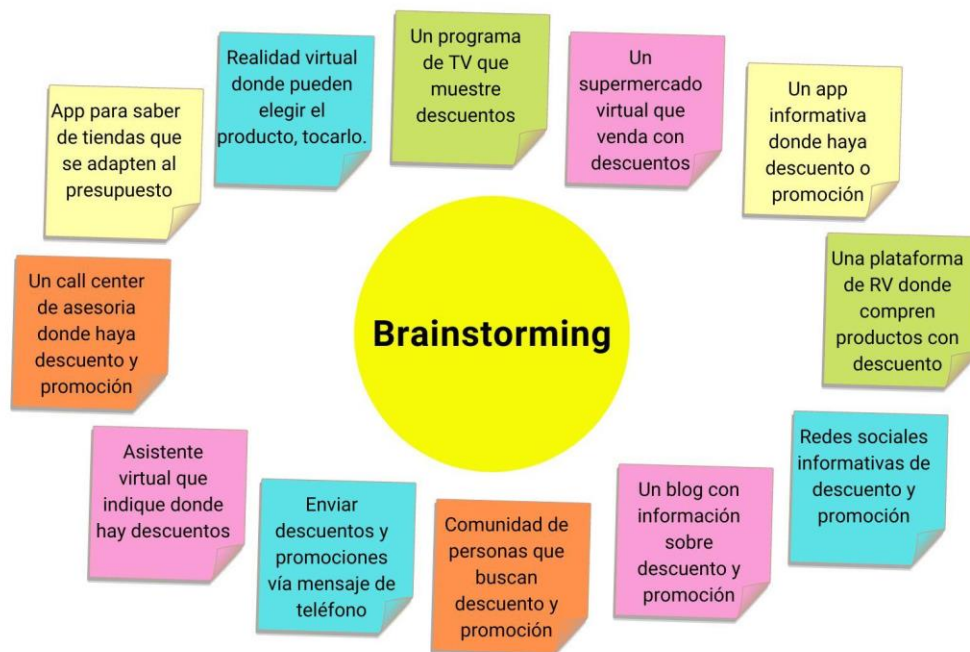 App para saber
de tiendas que
se adapten al
presupuesto
Realidad virtual
donde pueden
elegir el
producto, tocarlo.
Un programa
de TV que
muestre
descuentos
Un
supermercado
virtual que
venda con
descuentos
Un app
informativa
donde haya
descuento o
promoción
Un call center
de asesoria
donde haya
descuento y
promoción
Brainstorming
Una plataforma
de RV donde
compren
productos con
descuento
Asistente
virtual que
indique donde
hay descuentos
Enviar
descuentos y
promociones
vía mensaje de
teléfono
Comunidad de
personas que
buscan
descuento y
promoción
Un blog con
información
sobre
descuento y
promoción
Redes sociales
informativas de
descuento y
promoción